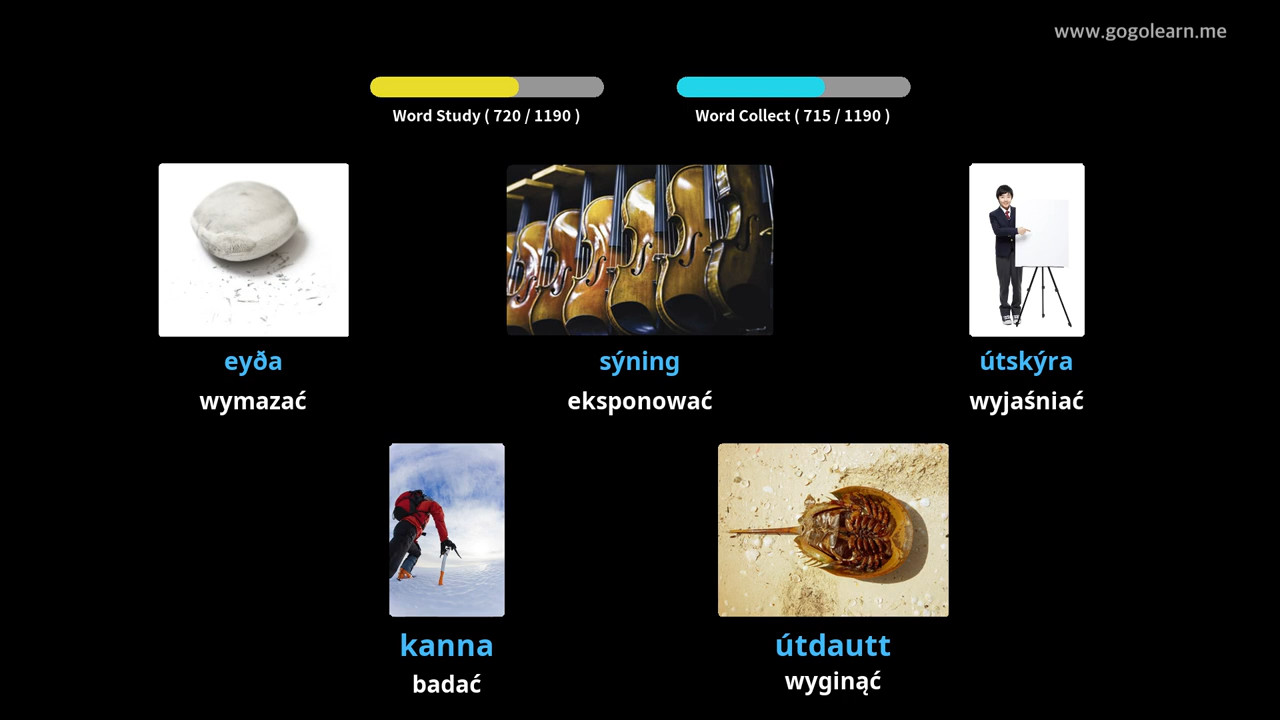 www.gogolearn.me
Word Study ( 720 / 1190 )
Word Collect ( 715 / 1190 )
eyða
wymazać
sýning
eksponować
útskýra
wyjaśniać
kanna
badać
útdautt
wyginąć